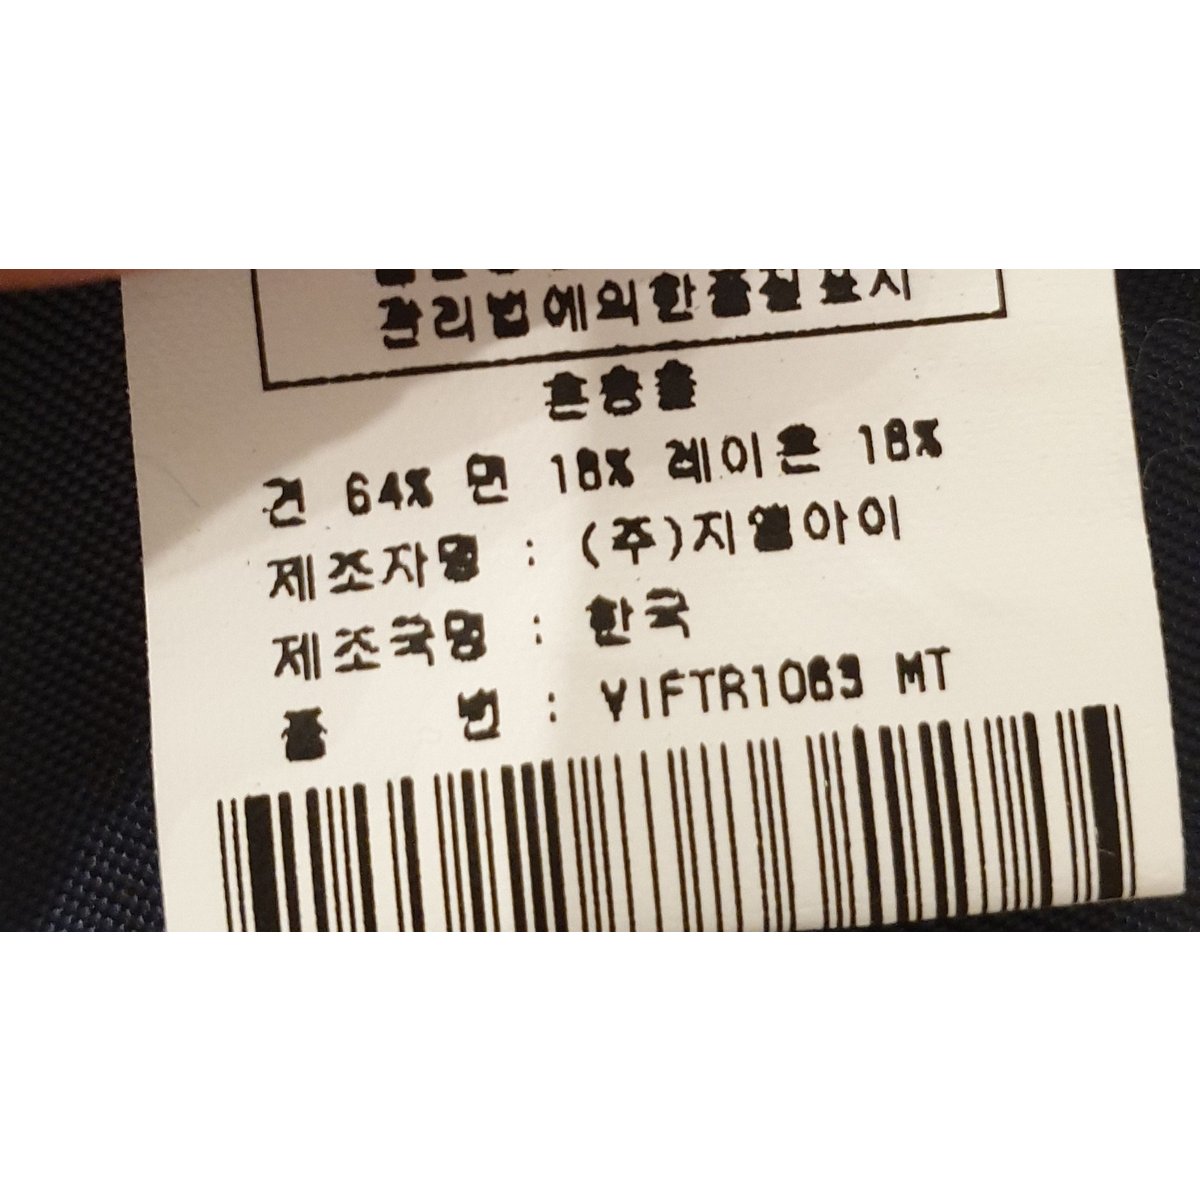 관리법에의한품질표시
혼용율
견 64% 면 18% 레이온 18%
제조자명 : (주)지엘아이
제조국명 : 한국
품 번 : VIFTR1063 MT